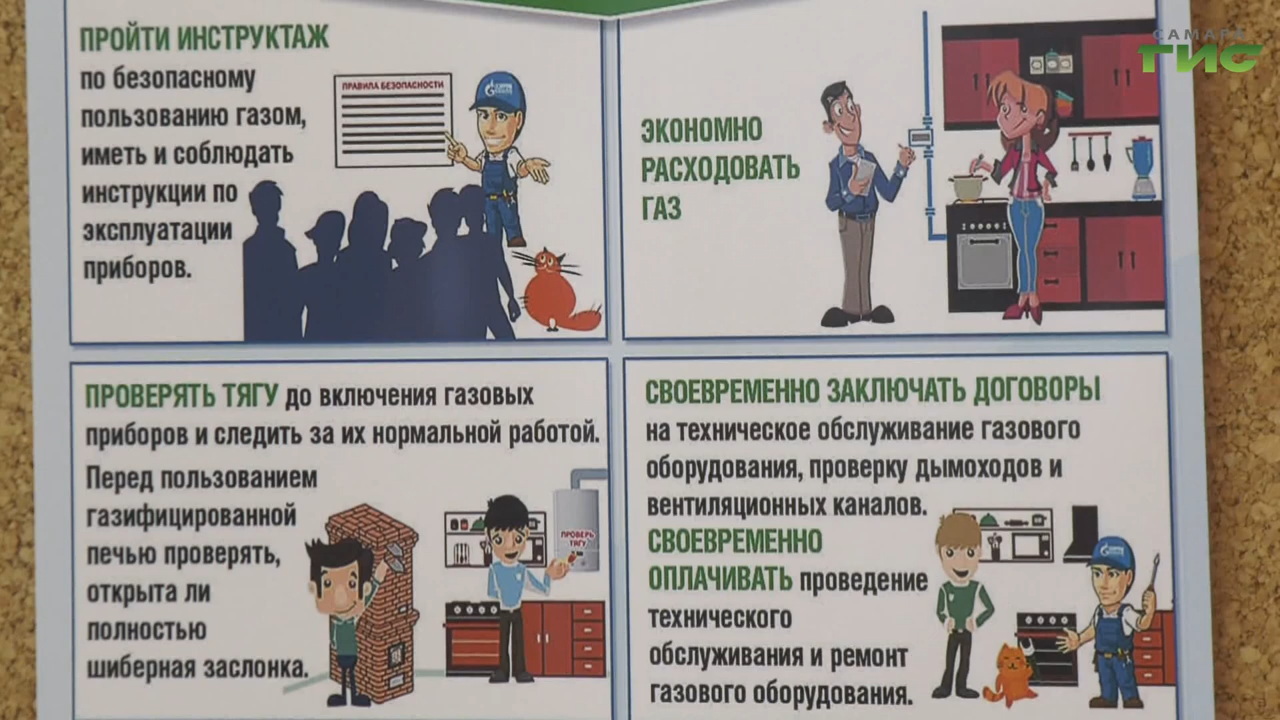 САМАРА
ГИС
ПРОЙТИ ИНСТРУКТАЖ
по безопасному
пользованию газом,
иметь и соблюдать
инструкции по
эксплуатации
приборов.
ПРАВИЛА БЕЗОПАСНОСТИ
ЭКОНОМНО
РАСХОДОВАТЬ
ГАЗ
ПРОВЕРЯТЬ ТЯГУ до включения газовых
приборов и следить за их нормальной работой.
Перед пользованием
газифицированной
печью проверять,
открыта ли
полностью
шиберная заслонка.
ПРОВЕРЬ
ТЯГУ
СВОЕВРЕМЕННО ЗАКЛЮЧАТЬ ДОГОВОРЫ
на техническое обслуживание газового
оборудования, проверку дымоходов и
вентиляционных каналов.
СВОЕВРЕМЕННО
ОПЛАЧИВАТЬ проведение
технического
обслуживания и ремонт
газового оборудования.